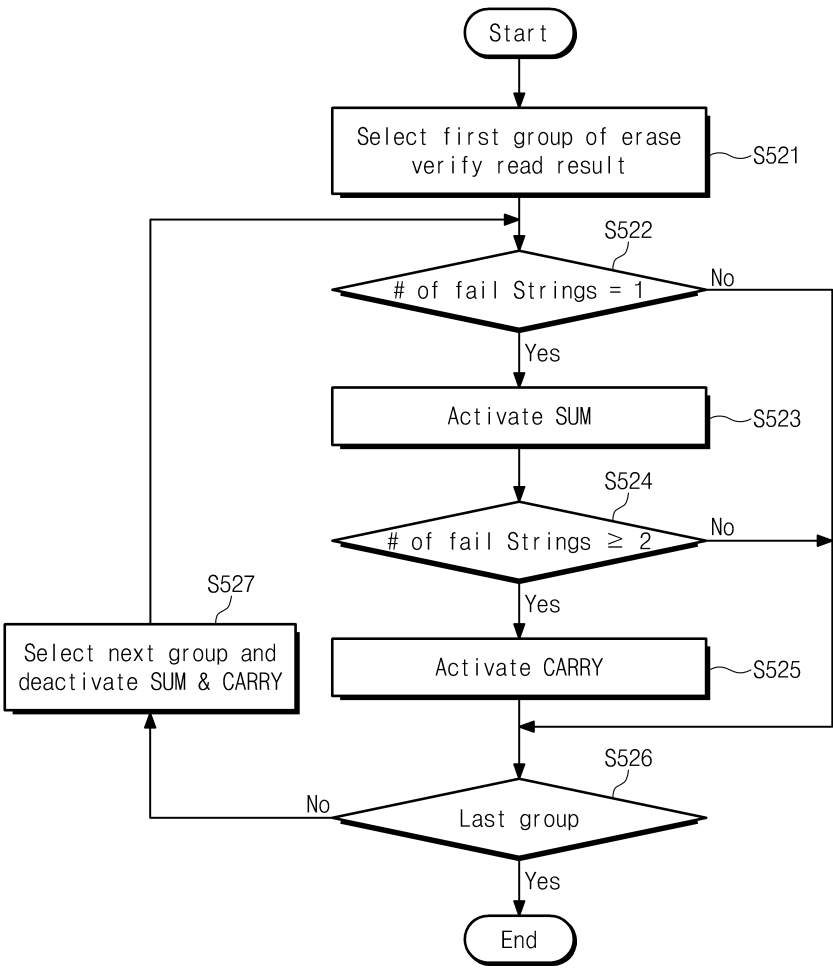 Start
Select first group of erase
verify read result
S521
S522
# of fail Strings = 1
No
Yes
Activate SUM
S523
S524
# of fail Strings ≥ 2
No
Yes
S527
Select next group and
deactivate SUM & CARRY
Activate CARRY
S525
S526
No
Last group
Yes
End